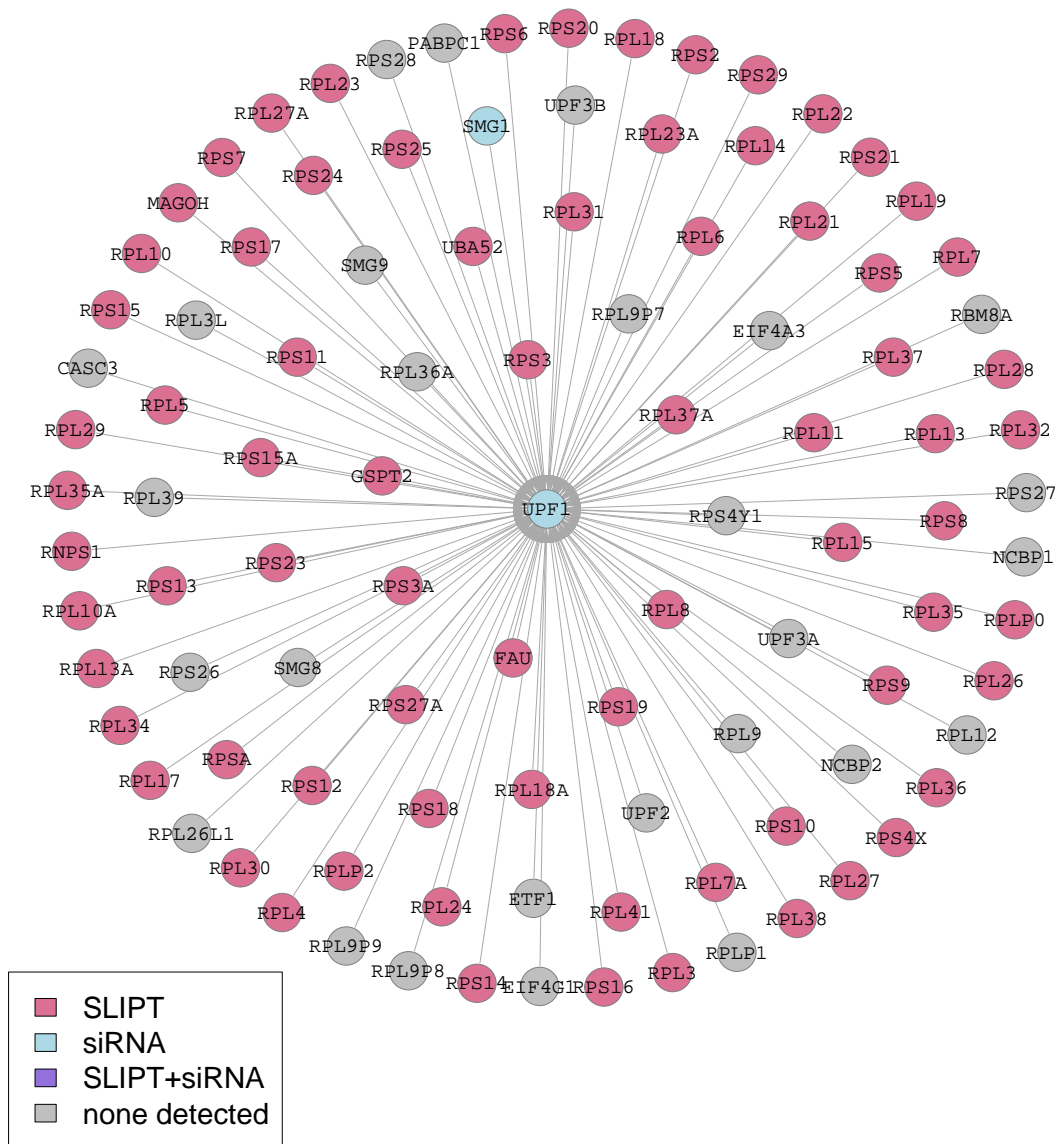 RPS20
RPS6
RPL18
PABPC1
RPS2
RPS28
RPS29
RPL23
UPF3B
RPL27A
SMG1
RPL22
RPL23A
RPS25
RPL14
RPS21
RPS7
RPS24
RPL19
MAGOH
RPL31
RPL21
RPL6
RPL10
RPS17
UBA52
RPL7
SMG9
RPS5
RPS15
RPL3L
RPL9P7
RBM8A
EIF4A3
RPS11
RPS3
RPL37
CASC3
RPL36A
RPL28
RPL5
RPL37A
RPL29
RPL11
RPL13
RPL32
RPS15A
GSPT2
RPL35A
RPL39
RPS27
UPF1
RPS4Y1
RPS8
RNPS1
RPL15
NCBP1
RPS23
RPS13
RPS3A
RPL10A
RPL8
RPL35
RPLP0
UPF3A
FAU
RPL13A
RPS26
SMG8
RPS9
RPL26
RPS27A
RPS19
RPL34
RPL9
RPL12
RPSA
NCBP2
RPL17
RPS12
RPL18A
RPL36
RPS18
UPF2
RPS10
RPL26L1
RPS4X
RPL30
RPLP2
RPL7A
RPL27
ETF1
RPL24
RPL41
RPL4
RPL38
RPL9P9
RPLP1
RPL9P8
RPL3
RPS14
EIF4G1
RPS16
SLIPT
siRNA
SLIPT+siRNA
none detected